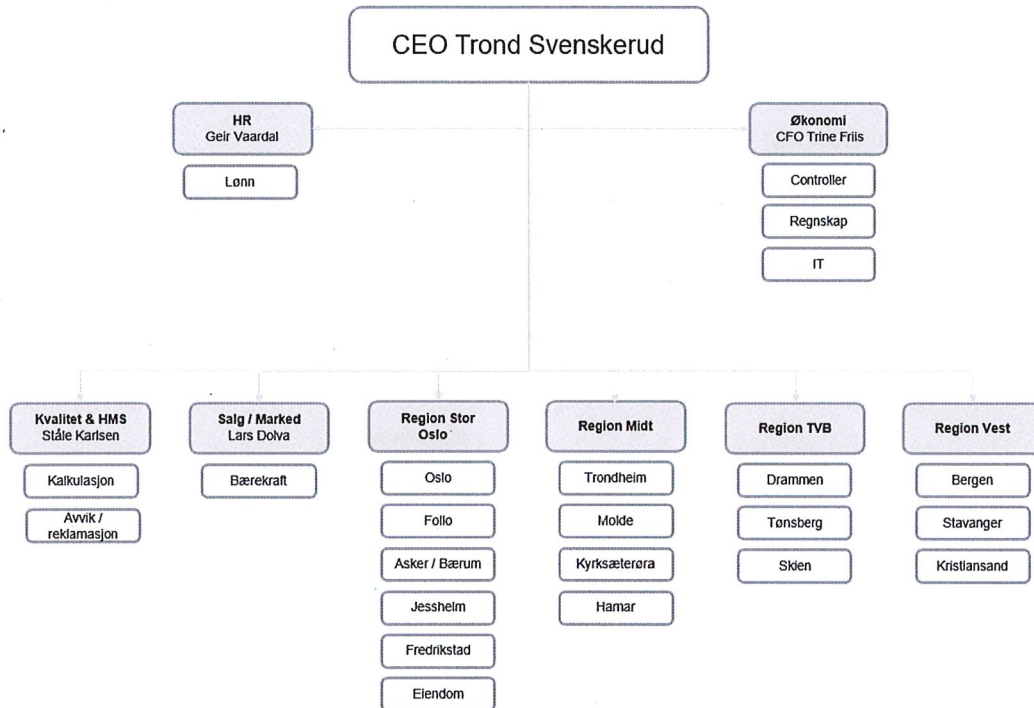 CEO Trond Svenskerud
HR
Geir Vaardal
Lønn
Økonomi
CFO Trine Friis
Controller
Regnskap
IT
Kvalitet & HMS
Ståle Karlsen
Kalkulasjon
Avvik /
reklamasjon
Salg / Marked
Lars Dolva
Bærekraft
Region Stor
Oslo
Oslo
Follo
Asker / Bærum
Jessheim
Fredrikstad
Eiendom
Region Midt
Trondheim
Molde
Kyrksæterøra
Hamar
Region TVB
Drammen
Tønsberg
Skien
Region Vest
Bergen
Stavanger
Kristiansand